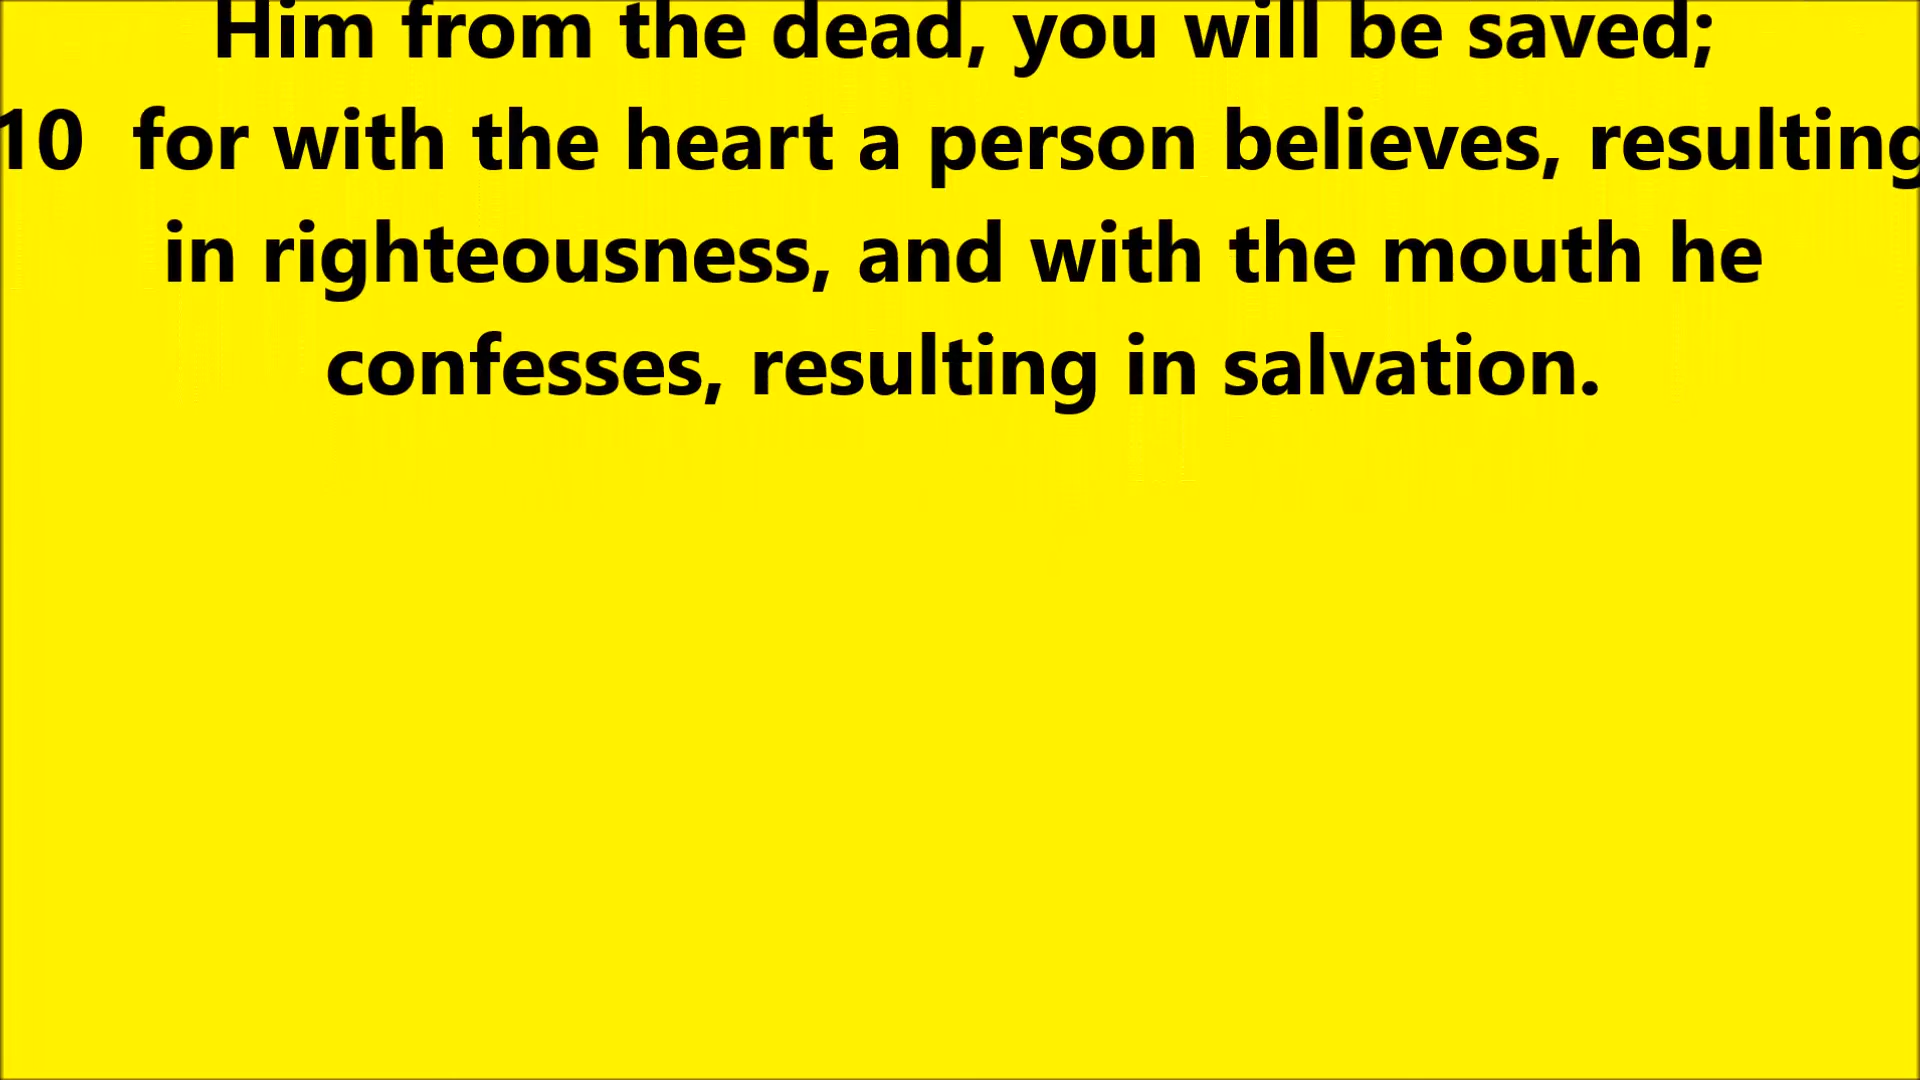 Him from the dead, you will be saved;
10  for with the heart a person believes, resulting
in righteousness, and with the mouth he
confesses, resulting in salvation.